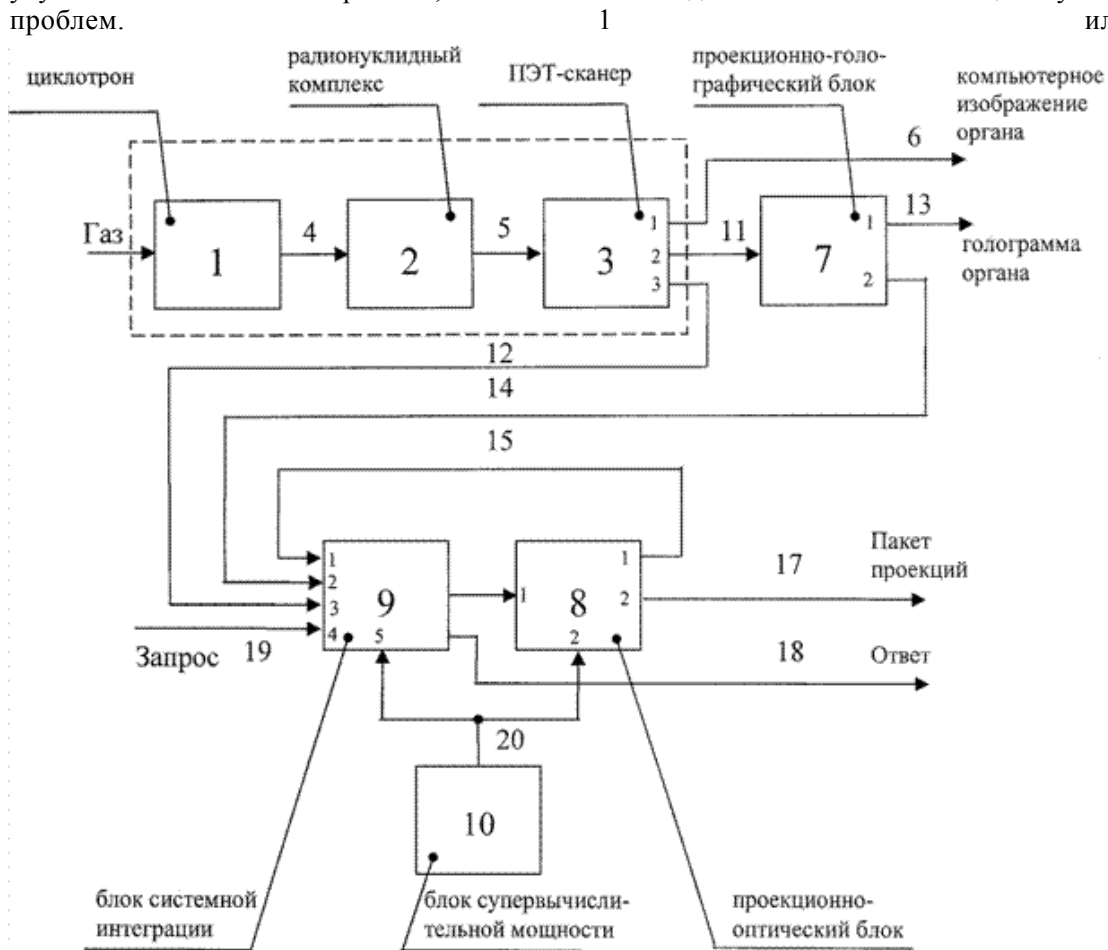 проблем. 1
циклотрон
радионуклидный
комплекс
ПЭТ-сканер
проекционно-голо-
графический блок
компьютерное
изображение
органа
6
Газ
1
4
2
5
3
1
2
3
11
7
1
2
13
голограмма
органа
12
14
15
1
2
3
4
5
9
1
8
1
2
2
17
Пакет
проекций
Запрос
19
18
Ответ
20
10
блок системной
интеграции
блок супервычисли-
тельной мощности
проекционно-
оптический блок